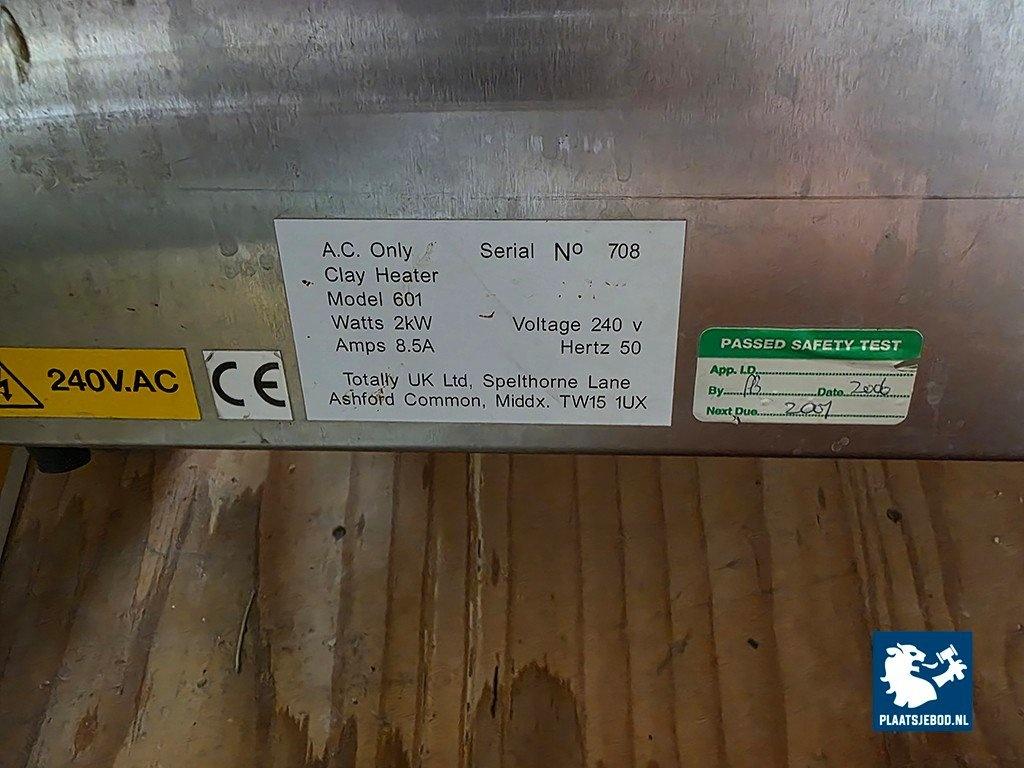 A.C. Only
Serial Nº 708
Clay Heater
Model 601
Watts 2kW
Voltage 240 v
Amps 8.5A
Hertz 50
Totally UK Ltd, Spelthorne Lane
Ashford Common, Middx. TW15 1UX
240V.AC
CE
PASSED SAFETY TEST
App. I.D.
By
Date 2006
Next Due 2007
PLAATSJEBOD.NL